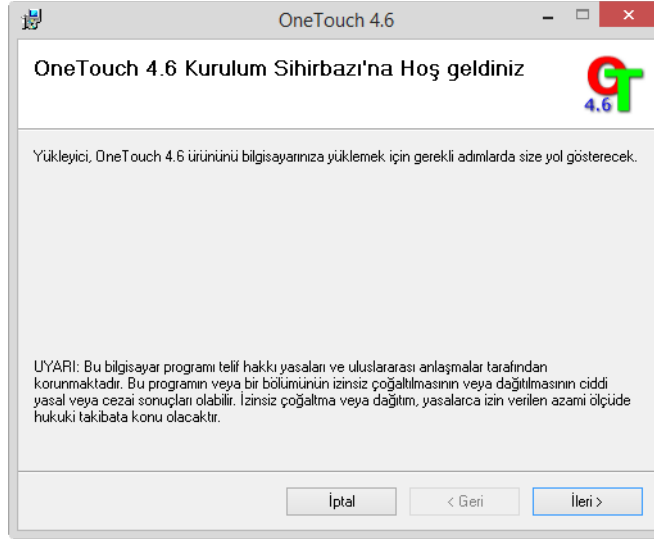 OneTouch 4.6
OneTouch 4.6 Kurulum Sihirbazı'na Hoş geldiniz
GT
4.6
Yükleyici, OneTouch 4.6 ürününü bilgisayarınıza yüklemek için gerekli adımlarda size yol gösterecek.
UYARI: Bu bilgisayar programı telif hakkı yasaları ve uluslararası anlaşmalar tarafından
korunmaktadır. Bu programın veya bir bölümünün izinsiz çoğaltılmasının veya dağıtılmasının ciddi
yasal veya cezai sonuçları olabilir. İzinsiz çoğaltma veya dağıtım, yasalarca izin verilen azami ölçüde
hukuki takibata konu olacaktır.
İptal
< Geri
İleri >